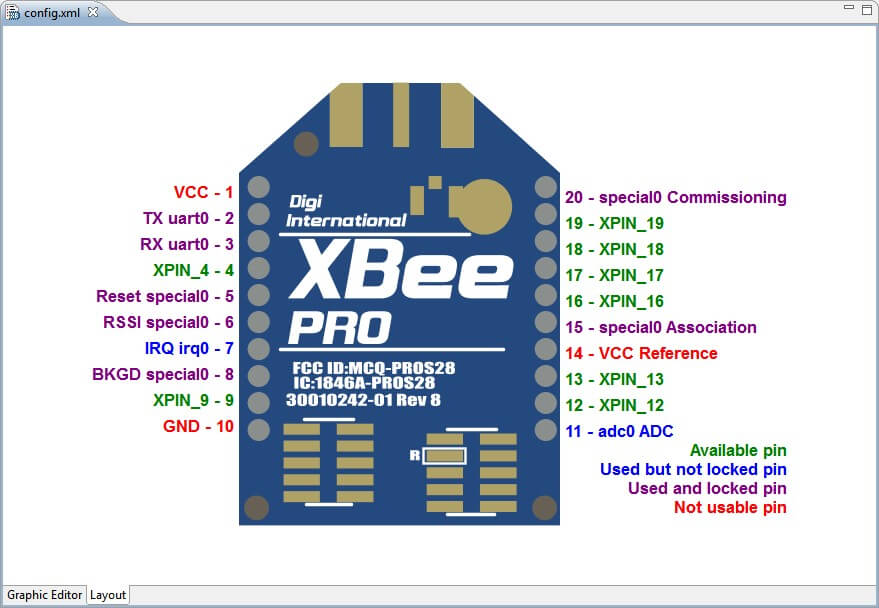 config.xml
VCC - 1
TX uart0 - 2
RX uart0 - 3
XPIN_4 - 4
Reset special0 - 5
RSSI special0 - 6
IRQ irq0 - 7
BKGD special0 - 8
XPIN_9 - 9
GND - 10
Digi
International
XBee
PRO
FCC ID:MCQ-PROS28
IC:1846A-PROS28
30010242-01 Rev 8
R
20 - special0 Commissioning
19 - XPIN_19
18 - XPIN_18
17 - XPIN_17
16 - XPIN_16
15 - special0 Association
14 - VCC Reference
13 - XPIN_13
12 - XPIN_12
11 - adc0 ADC
Available pin
Used but not locked pin
Used and locked pin
Not usable pin
Graphic Editor
Layout